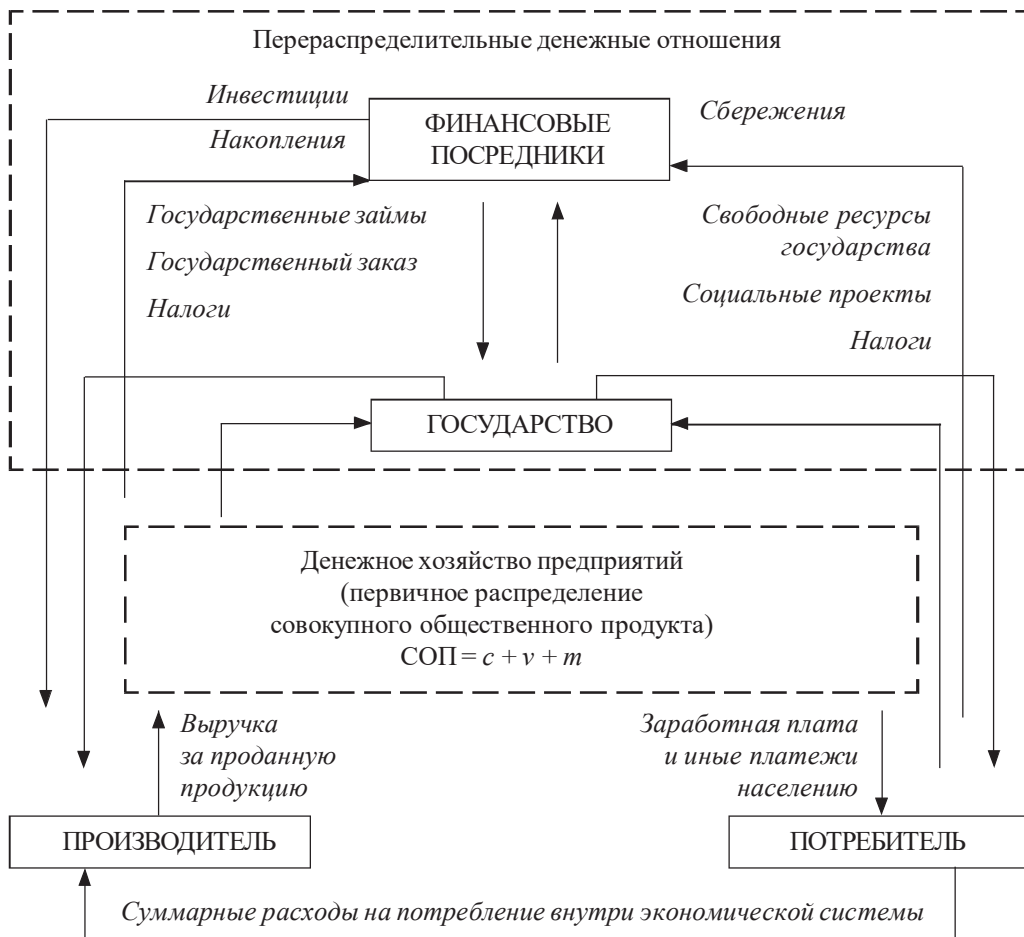 Перераспределительные денежные отношения
Инвестиции
Накопления
ФИНАНСОВЫЕ
ПОСРЕДНИКИ
Сбережения
Государственные займы
Государственный заказ
Налоги
Свободные ресурсы
государства
Социальные проекты
Налоги
ГОСУДАРСТВО
Денежное хозяйство предприятий
(первичное распределение
совокупного общественного продукта)
СОП = c + v + m
Выручка
за проданную
продукцию
Заработная плата
и иные платежи
населению
ПРОИЗВОДИТЕЛЬ
ПОТРЕБИТЕЛЬ
Суммарные расходы на потребление внутри экономической системы